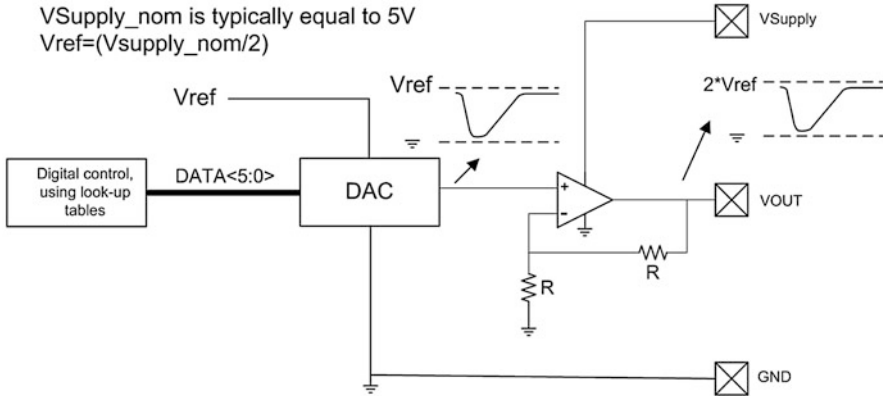 VSupply_nom is typically equal to 5V
Vref=(Vsupply_nom/2)
VSupply
Vref
Vref
2*Vref
Digital control,
using look-up
tables
DATA<5:0>
DAC
+
-
VOUT
R
R
GND